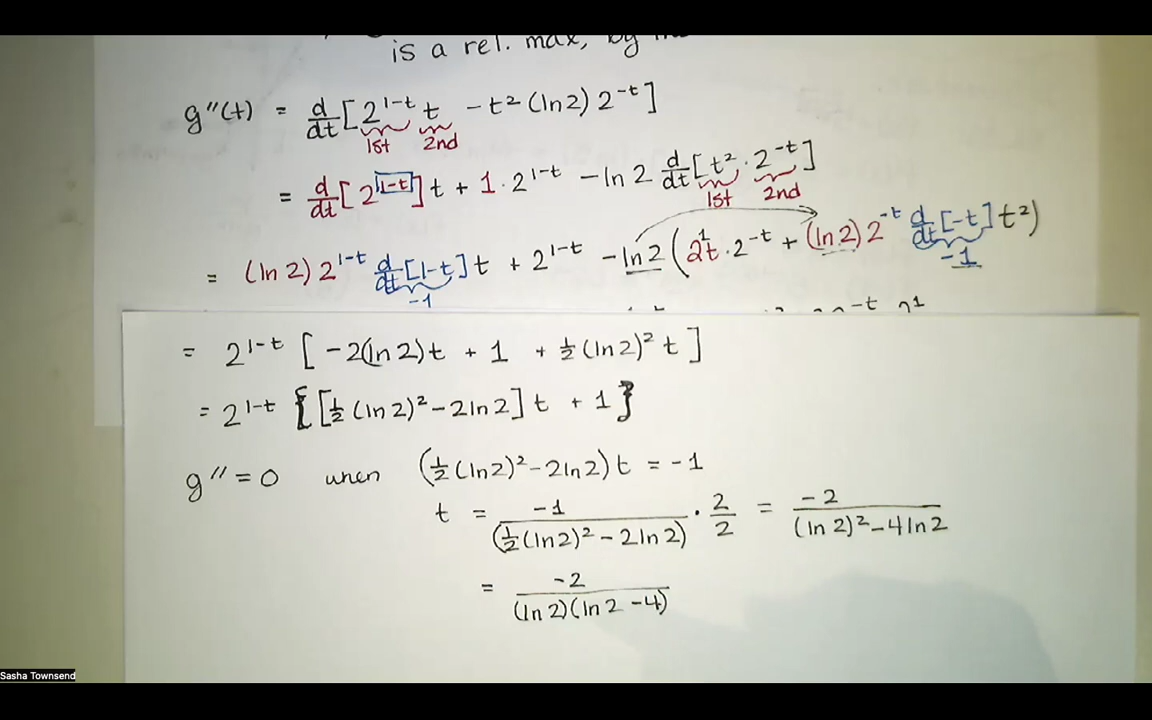 is a rel. max, by
g''(t) = d/dt [2^(1-t) t - t² (ln2) 2^(-t)]
1st 2nd
= d/dt [2^(1-t)] t + 1 · 2^(1-t) - ln 2 d/dt [t² · 2^(-t)]
1st 2nd
= (ln 2) 2^(1-t) d/dt [1-t] t + 2^(1-t) - ln 2 (2t^1 · 2^(-t) + (ln 2) 2^(-t) d/dt [-t] t²)
-1 -1
= 2^(1-t) [-2(ln 2)t + 1 + ½ (ln 2)² t]
= 2^(1-t) {[½ (ln 2)² - 2 ln 2] t + 1}
g'' = 0 when (½ (ln 2)² - 2 ln 2) t = -1
t = -1 / (½ (ln 2)² - 2 ln 2) · 2/2 = -2 / ((ln 2)² - 4 ln 2)
= -2 / ((ln 2)(ln 2 - 4))
Sasha Townsend